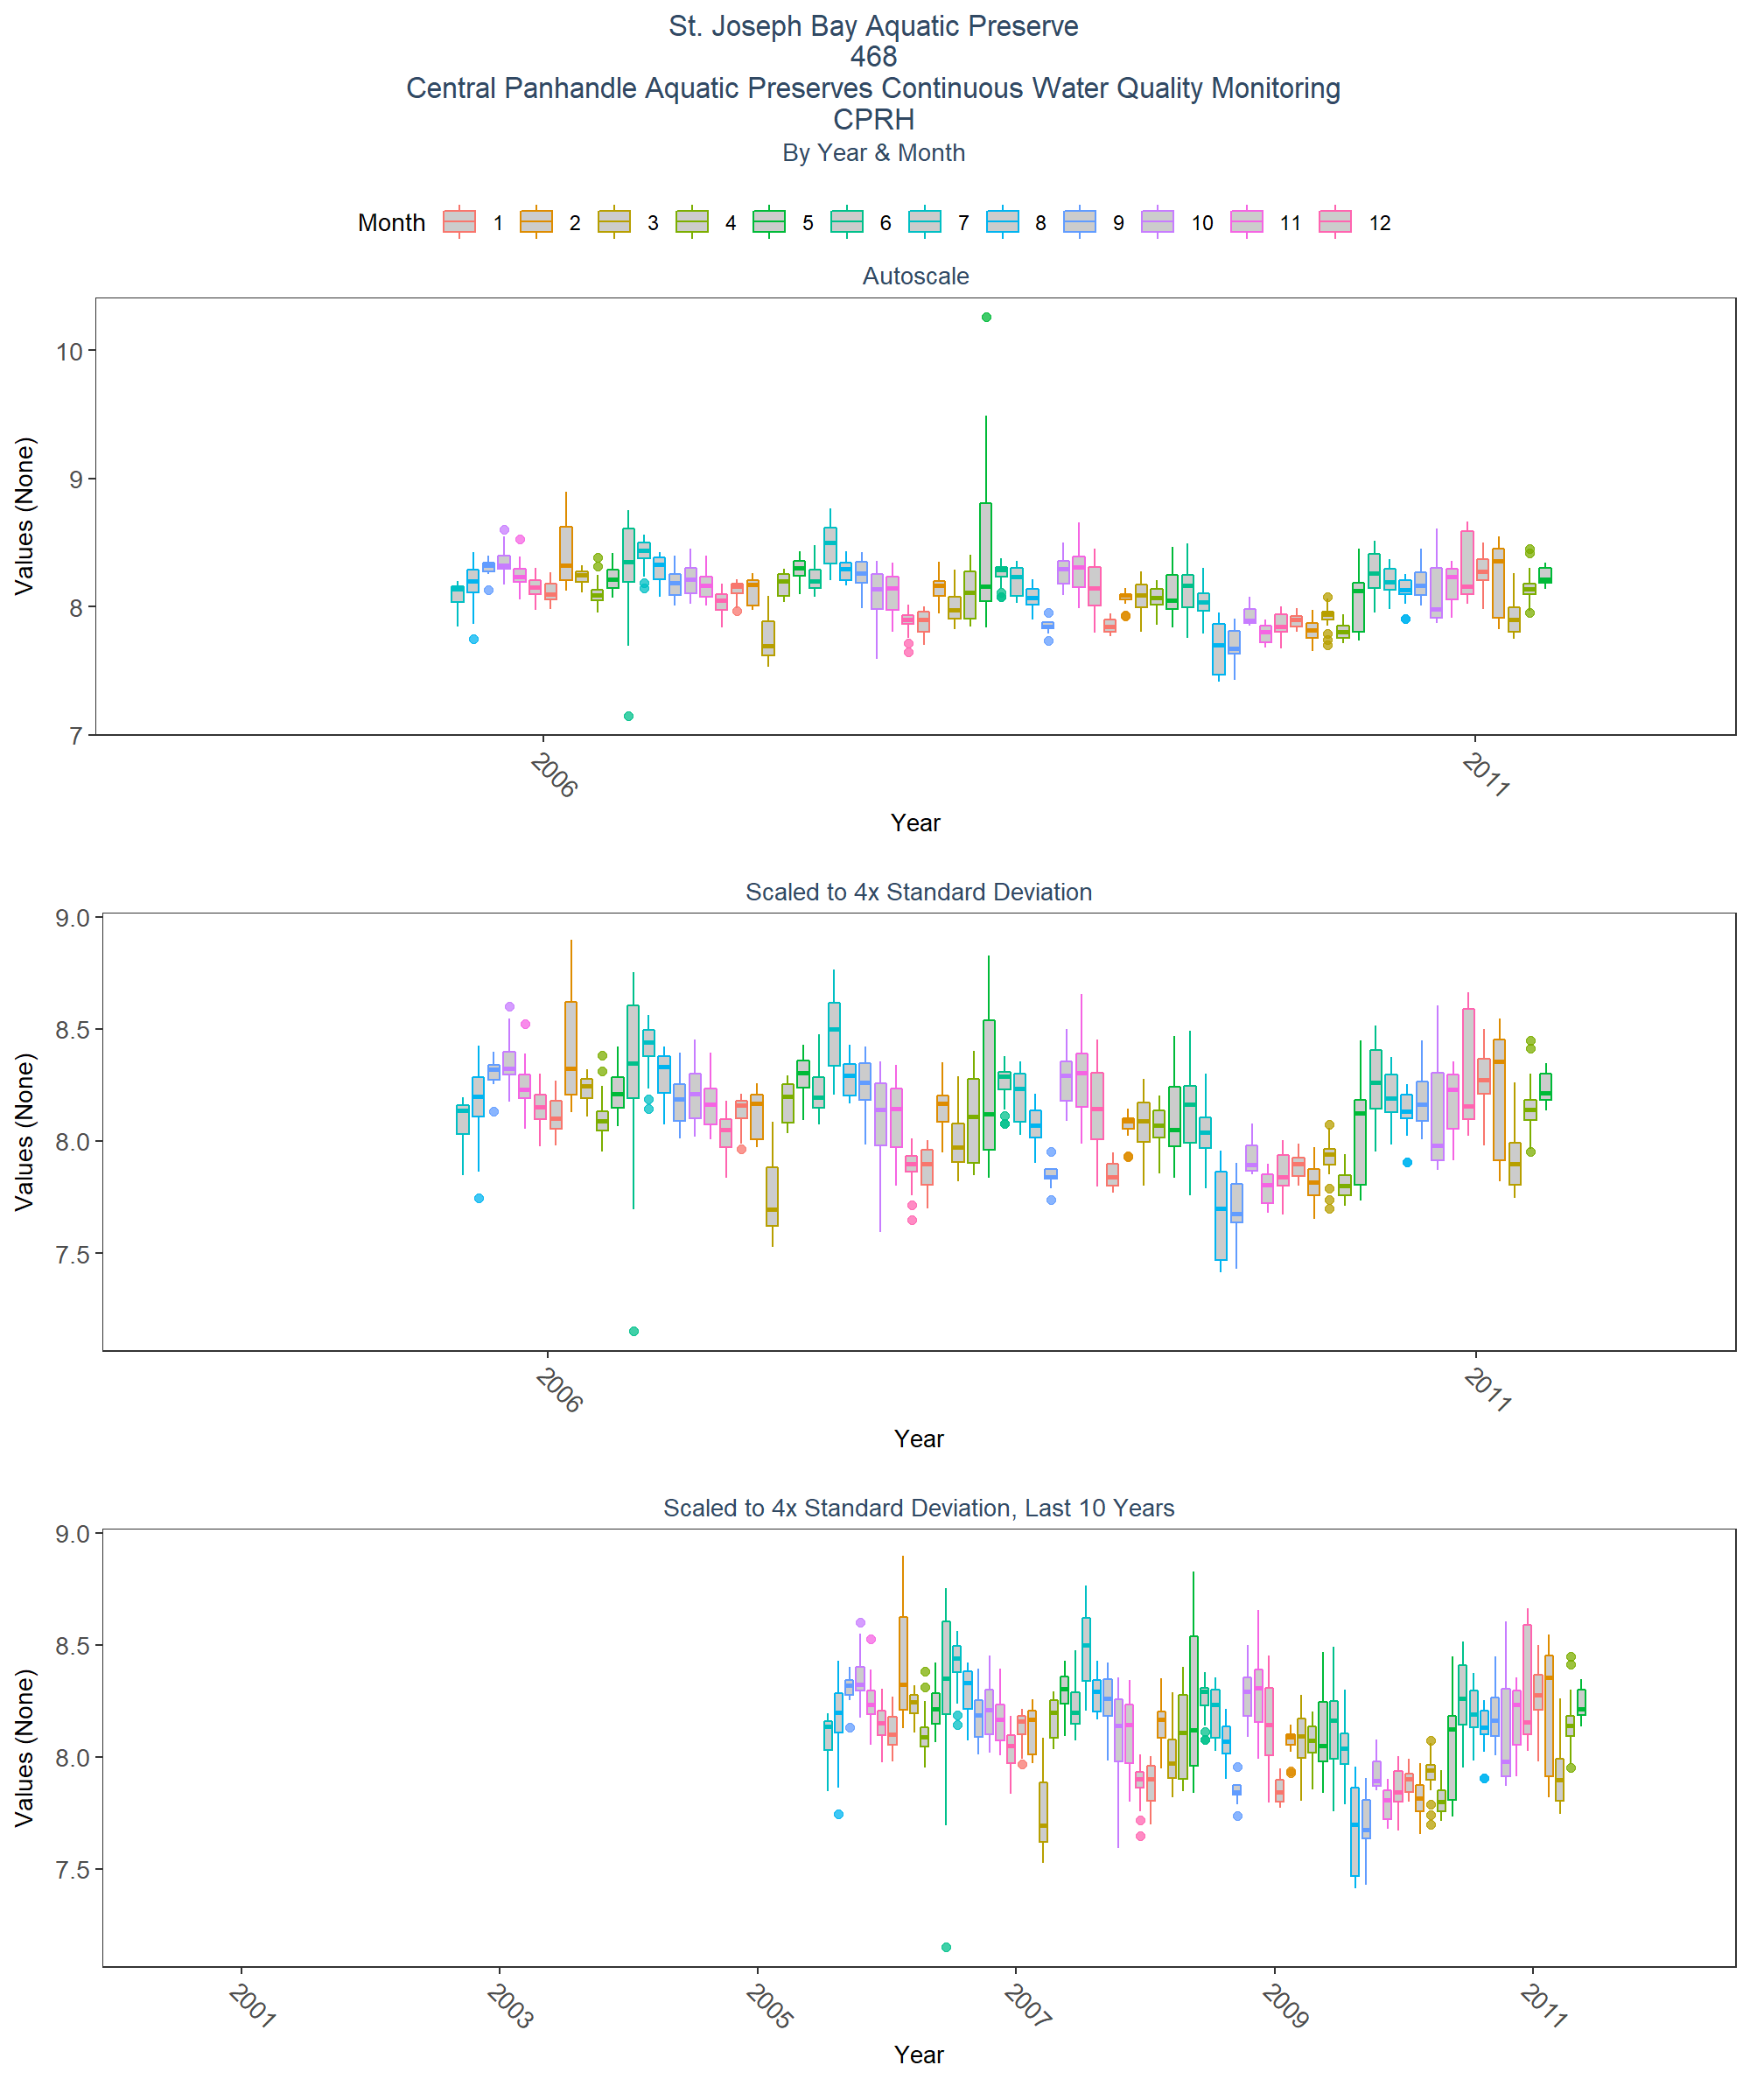 St. Joseph Bay Aquatic Preserve
468
Central Panhandle Aquatic Preserves Continuous Water Quality Monitoring
CPRH
By Year & Month
Month 1 2 3 4 5 6 7 8 9 10 11 12
Autoscale
Values (None)
10
9
8
7
2006 2011
Year
Scaled to 4x Standard Deviation
Values (None)
9.0
8.5
8.0
7.5
2006 2011
Year
Scaled to 4x Standard Deviation, Last 10 Years
Values (None)
9.0
8.5
8.0
7.5
2001 2003 2005 2007 2009 2011
Year